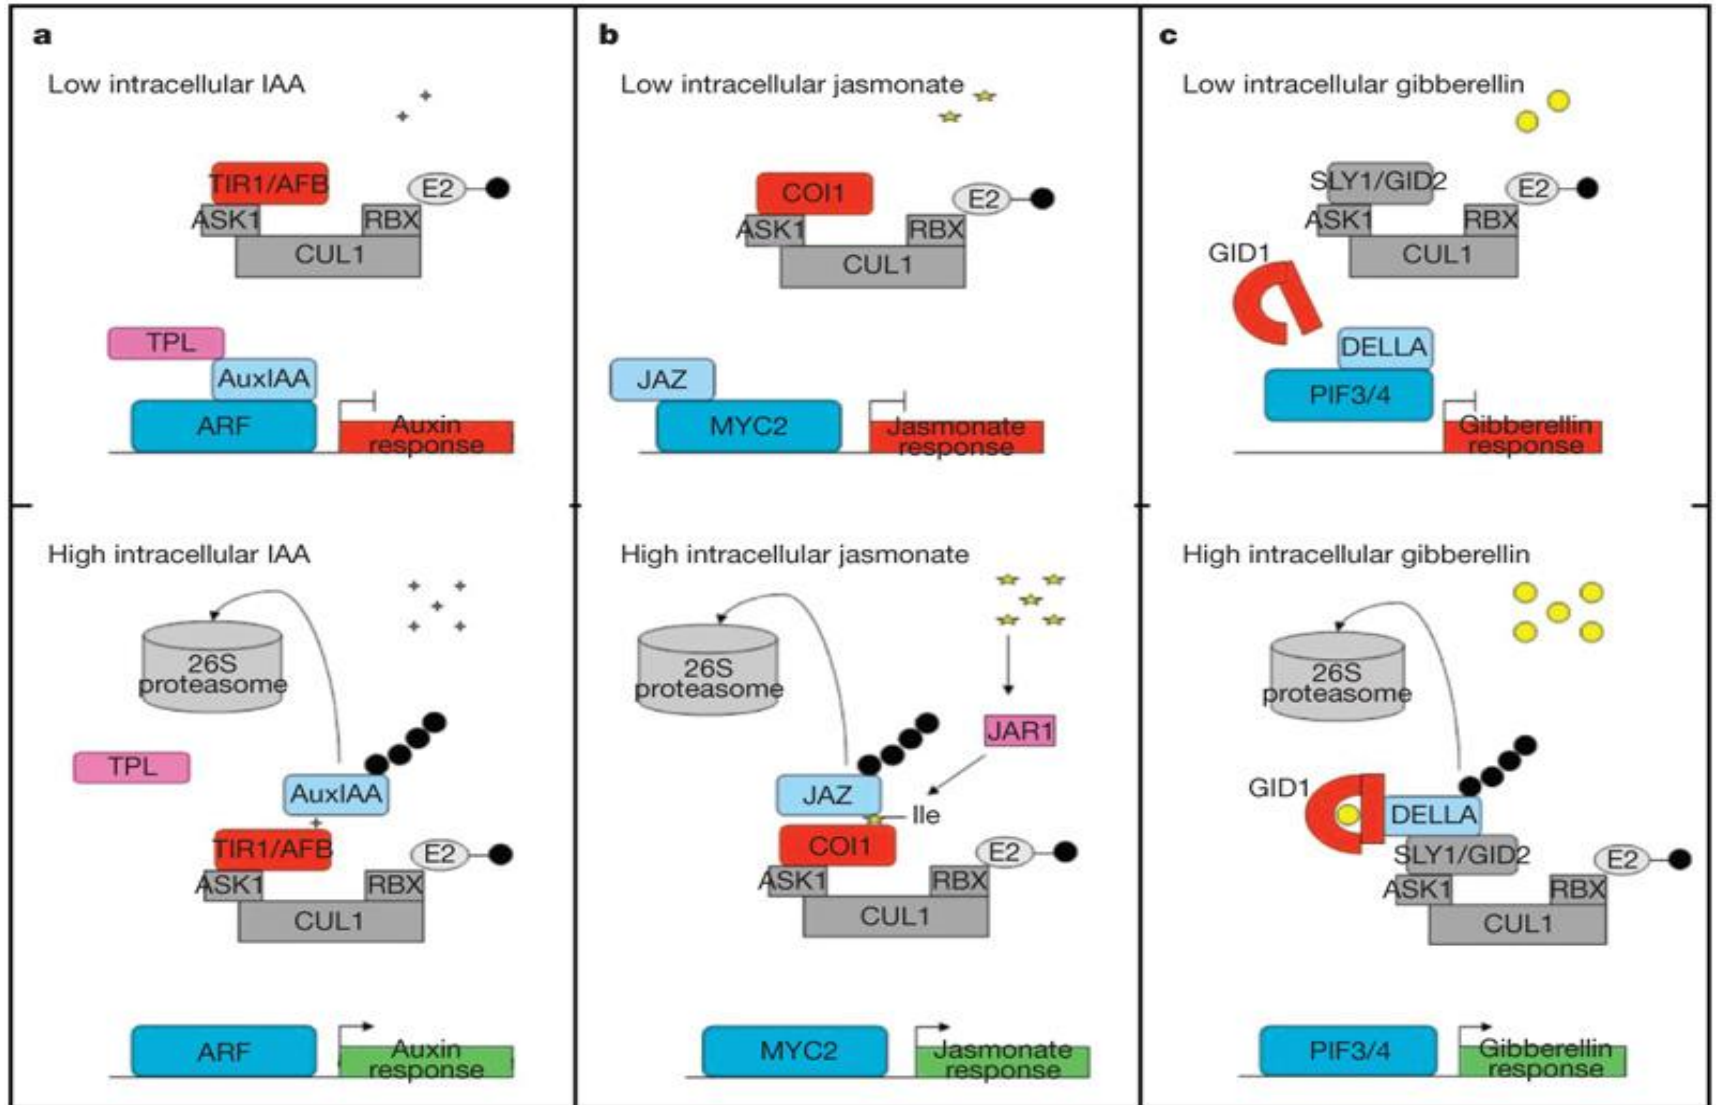 a
Low intracellular IAA
TIR1/AFB
E2
ASK1
RBX
CUL1
TPL
AuxIAA
ARF
Auxin
response
High intracellular IAA
26S
proteasome
TPL
AuxIAA
TIR1/AFB
E2
ASK1
RBX
CUL1
ARF
Auxin
response
b
Low intracellular jasmonate
COI1
E2
ASK1
RBX
CUL1
JAZ
MYC2
Jasmonate
response
High intracellular jasmonate
26S
proteasome
JAR1
JAZ
Ile
COI1
E2
ASK1
RBX
CUL1
MYC2
Jasmonate
response
c
Low intracellular gibberellin
SLY1/GID2
E2
ASK1
RBX
GID1
CUL1
DELLA
PIF3/4
Gibberellin
response
High intracellular gibberellin
26S
proteasome
GID1
DELLA
SLY1/GID2
E2
ASK1
RBX
CUL1
PIF3/4
Gibberellin
response